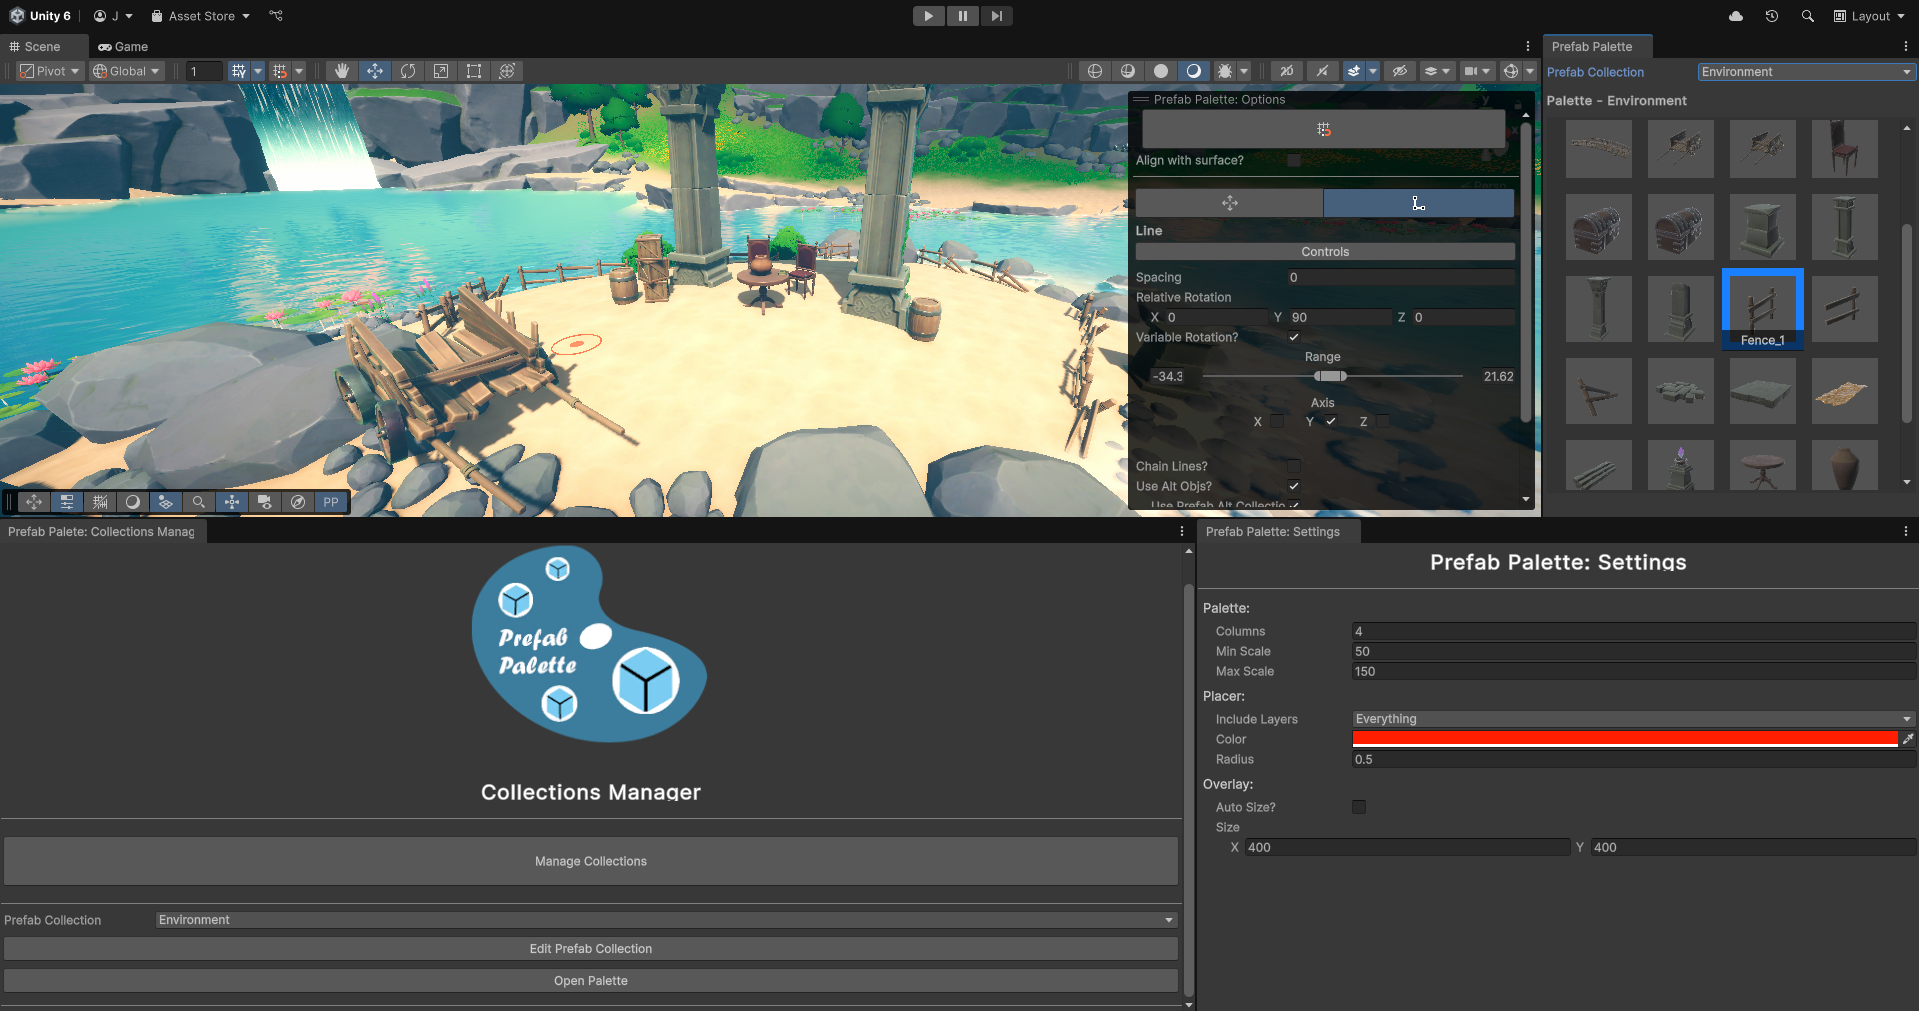 Unity 6
J
Asset Store
Layout
Scene
Game
Prefab Palette
Pivot
Global
1
2D
Prefab Collection
Environment
Palette - Environment
Fence_1
Prefab Palette: Options
Align with surface?
Line
Controls
Spacing
0
Relative Rotation
X 0
Y 90
Z 0
Variable Rotation?
Range
-34.3
21.62
Axis
X
Y
Z
Chain Lines?
Use Alt Objs?
Use Prefab Alt Collectio
PP
Prefab Palete: Collections Manag
Prefab
Palette
Collections Manager
Manage Collections
Prefab Collection
Environment
Edit Prefab Collection
Open Palette
Prefab Palette: Settings
Prefab Palette: Settings
Palette:
Columns
4
Min Scale
50
Max Scale
150
Placer:
Include Layers
Everything
Color
Radius
0.5
Overlay:
Auto Size?
Size
X 400
Y 400